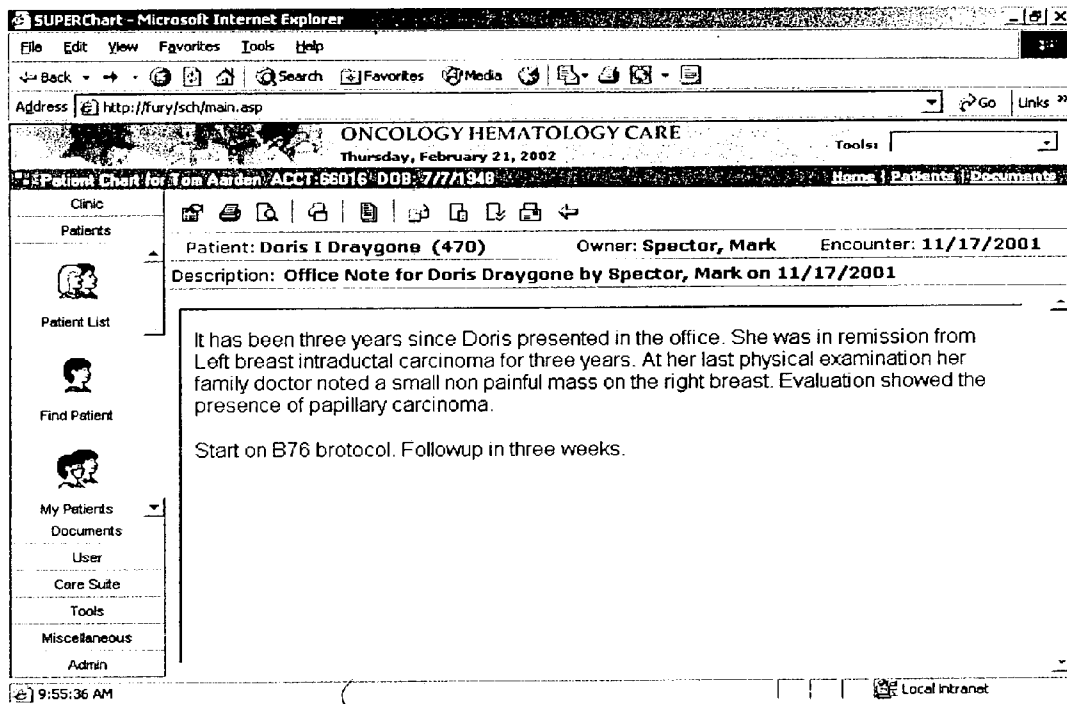 SUPERChart - Microsoft Internet Explorer
File Edit View Favorites Tools Help
Back Search Favorites Media
Address http://fury/sch/main.asp Go Links »
ONCOLOGY HEMATOLOGY CARE
Thursday, February 21, 2002
Tools:
Patient Chart for Tom Aarden ACCT:66016 DOB: 7/7/1948 Home | Patients | Documents
Clinic
Patients
Patient: Doris I Draygone (470) Owner: Spector, Mark Encounter: 11/17/2001
Description: Office Note for Doris Draygone by Spector, Mark on 11/17/2001
Patient List
Find Patient
My Patients
Documents
User
Care Suite
Tools
Miscellaneous
Admin
It has been three years since Doris presented in the office. She was in remission from
Left breast intraductal carcinoma for three years. At her last physical examination her
family doctor noted a small non painful mass on the right breast. Evaluation showed the
presence of papillary carcinoma.
Start on B76 brotocol. Followup in three weeks.
9:55:36 AM Local intranet